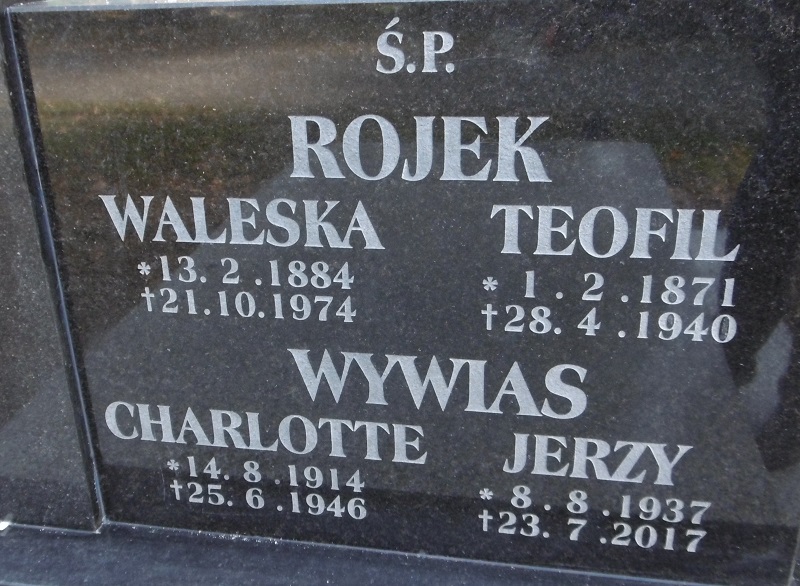 Ś.P.
ROJEK
WALESKA TEOFIL
*13. 2 .1884 * 1 . 2 .1871
†21.10.1974 †28. 4 .1940
WYWIAS
CHARLOTTE JERZY
*14. 8 .1914 * 8 . 8 .1937
†25. 6 .1946 †23. 7 .2017